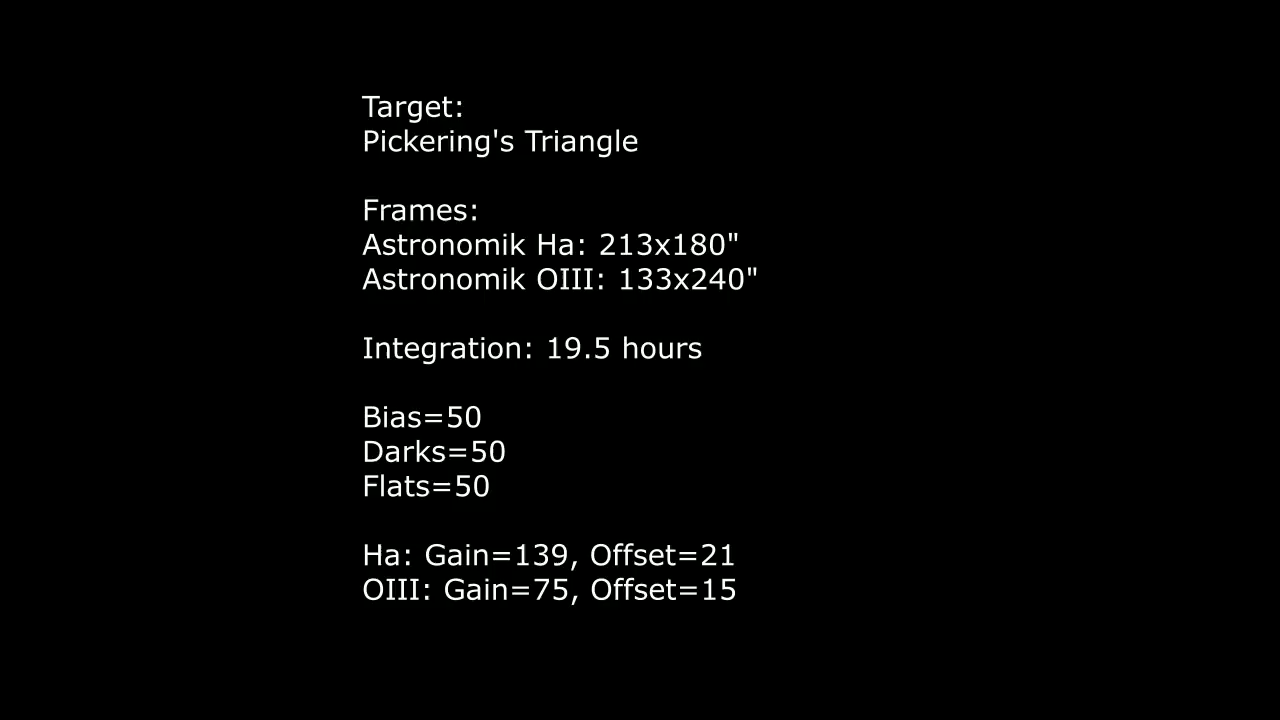 Target:
Pickering's Triangle
Frames:
Astronomik Ha: 213x180"
Astronomik OIII: 133x240"
Integration: 19.5 hours
Bias=50
Darks=50
Flats=50
Ha: Gain=139, Offset=21
OIII: Gain=75, Offset=15